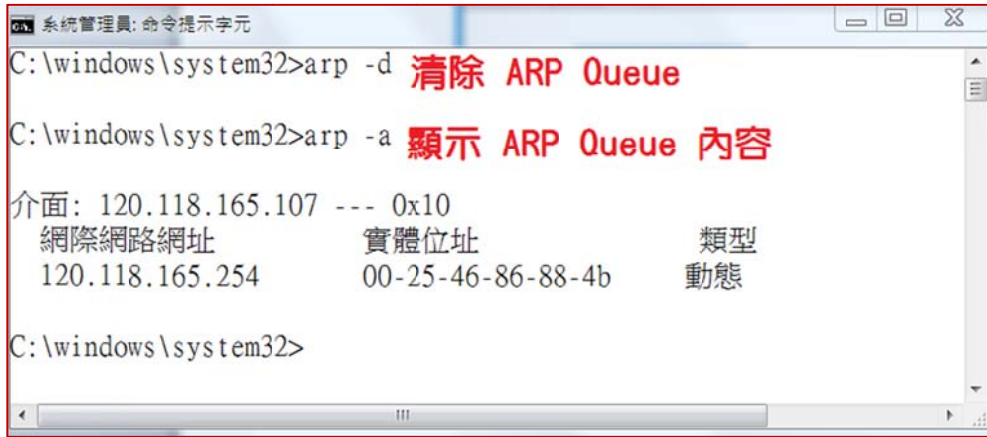 系統管理員: 命令提示字元
C:\windows\system32>arp -d 清除 ARP Queue
C:\windows\system32>arp -a 顯示 ARP Queue 內容
介面: 120.118.165.107 --- 0x10
網際網路網址 實體位址 類型
120.118.165.254 00-25-46-86-88-4b 動態
C:\windows\system32>